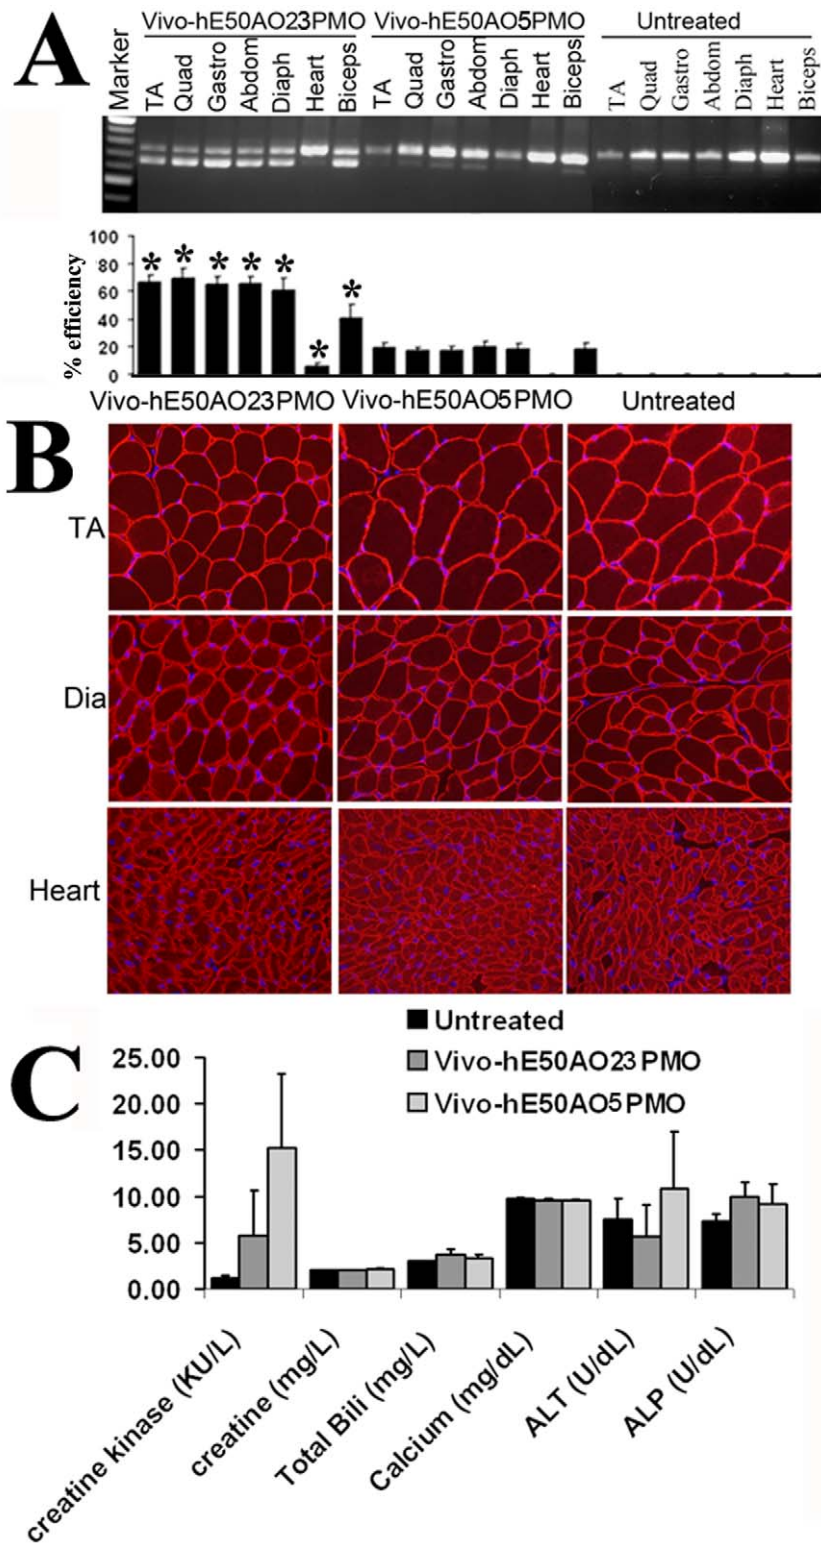 A
Vivo-hE50AO23PMO Vivo-hE50AO5PMO Untreated
Marker TA Quad Gastro Abdom Diaph Heart Biceps TA Quad Gastro Abdom Diaph Heart Biceps TA Quad Gastro Abdom Diaph Heart Biceps
% efficiency
100
80
60
40
20
0
* * * * * * *
B
Vivo-hE50AO23PMO Vivo-hE50AO5PMO Untreated
TA
Dia
Heart
C
Untreated
Vivo-hE50AO23PMO
Vivo-hE50AO5PMO
25.00
20.00
15.00
10.00
5.00
0.00
creatine kinase (KU/L)
creatine (mg/L)
Total Bili (mg/L)
Calcium (mg/dL)
ALT (U/dL)
ALP (U/dL)